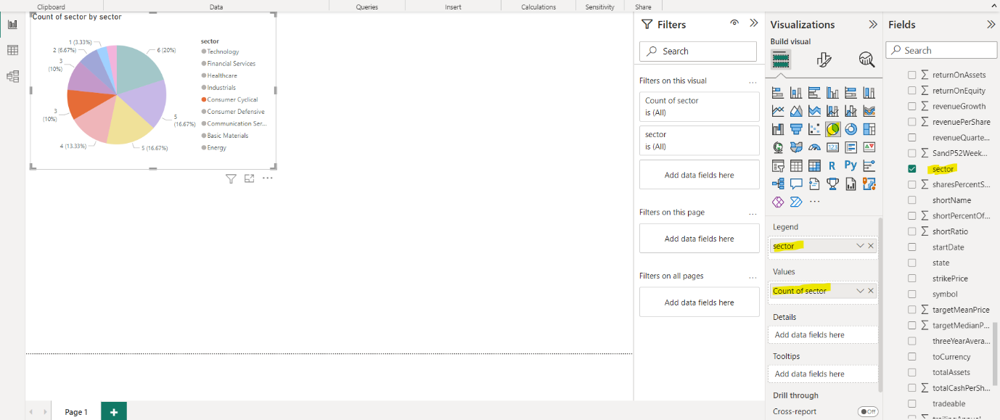 Clipboard
Data
Queries
Insert
Calculations
Sensitivity
Share
Count of sector by sector
1 (3.33%)
2 (6.67%)
3
(10%)
3
(10%)
4 (13.33%)
6 (20%)
5
(16.67%)
5 (16.67%)
sector
Technology
Financial Services
Healthcare
Industrials
Consumer Cyclical
Consumer Defensive
Communication Ser...
Basic Materials
Energy
Page 1
Filters
Search
Filters on this visual
...
Count of sector
is (All)
sector
is (All)
Add data fields here
Filters on this page
...
Add data fields here
Filters on all pages
...
Add data fields here
Visualizations
Build visual
123
R
Py
...
Legend
sector
Values
Count of sector
Details
Add data fields here
Tooltips
Add data fields here
Drill through
Cross-report
Off
Fields
Search
returnOnAssets
returnOnEquity
revenueGrowth
revenuePerShare
revenueQuarte...
SandP52Week...
sector
sharesPercentS...
shortName
shortPercentOf...
shortRatio
startDate
state
strikePrice
symbol
targetMeanPrice
targetMedianP...
threeYearAvera...
toCurrency
totalAssets
totalCashPerSh...
tradeable